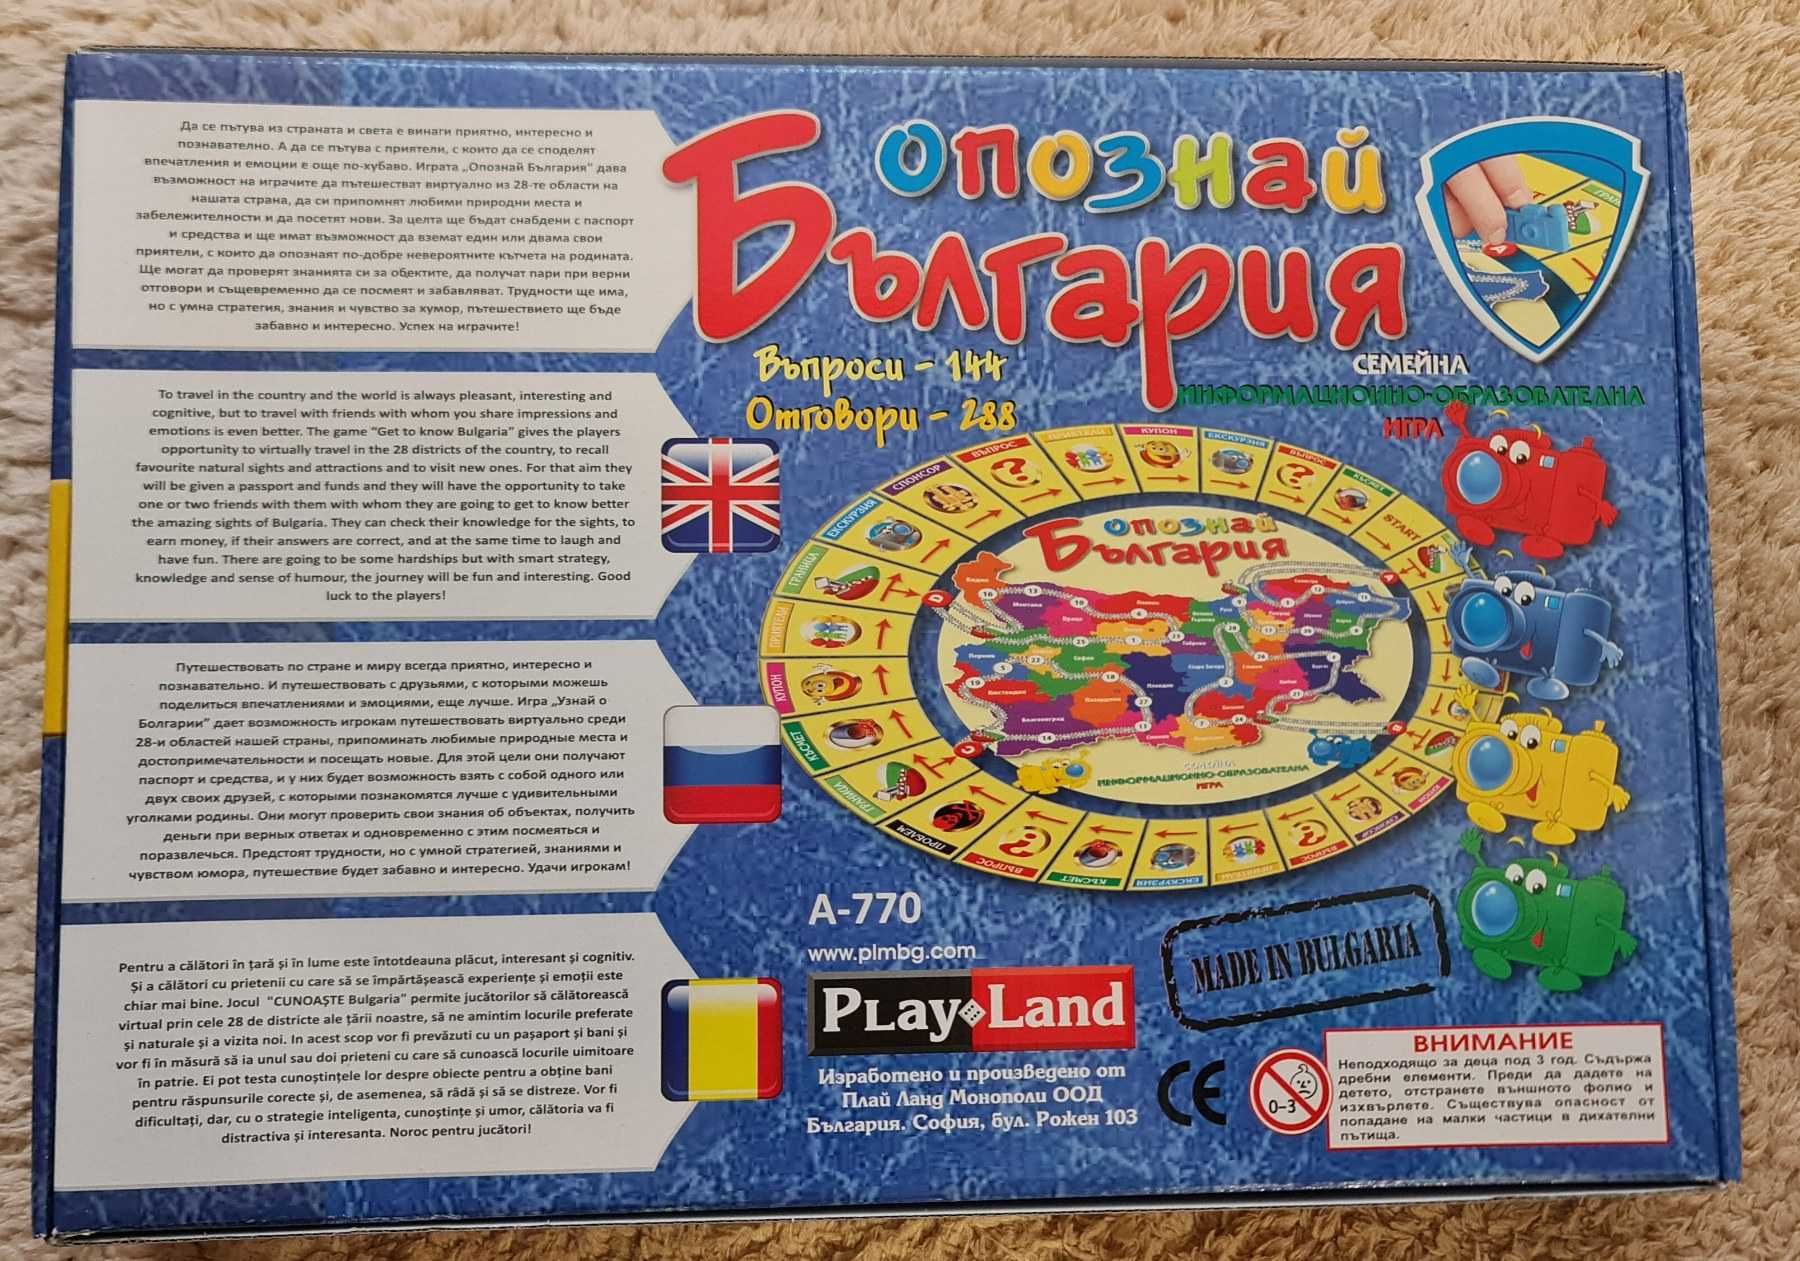 Да се пътува из страната и света е винаги приятно, интересно и
познавателно. А да се пътува с приятели, с които да се споделят
впечатления и емоции е още по-хубаво. Играта „Опознай България" дава
възможност на играчите да пътешестват виртуално из 28-те области на
нашата страна, да си припомнят любими природни места и
забележителности и да посетят нови. За целта ще бъдат снабдени с паспорт
и средства и ще имат възможност да вземат един или двама свои
приятели, с които да опознаят по-добре невероятните кътчета на родината.
Ще могат да проверят знанията си за обектите, да получат пари при верни
отговори и същевременно да се посмеят и забавляват. Трудности ще има,
но с умна стратегия, знания и чувство за хумор, пътешествието ще бъде
забавно и интересно. Успех на играчите!
To travel in the country and the world is always pleasant, interesting and
cognitive, but to travel with friends with whom you share impressions and
emotions is even better. The game "Get to know Bulgaria" gives the players
opportunity to virtually travel in the 28 districts of the country, to recall
favourite natural sights and attractions and to visit new ones. For that aim they
will be given a passport and funds and they will have the opportunity to take
one or two friends with them with whom they are going to get to know better
the amazing sights of Bulgaria. They can check their knowledge for the sights, to
earn money, if their answers are correct, and at the same time to laugh and
have fun. There are going to be some hardships but with smart strategy,
knowledge and sense of humour, the journey will be fun and interesting. Good
luck to the players!
Путешествовать по стране и миру всегда приятно, интересно и
познавательно. И путешествовать с друзьями, с которыми можешь
поделиться впечатлениями и эмоциями, еще лучше. Игра „Узнай о
Болгарии" дает возможность игрокам путешествовать виртуально среди
28-и областей нашей страны, припоминать любимые природные места и
достопримечательности и посещать новые. Для этой цели они получают
паспорт и средства, и у них будет возможность взять с собой одного или
двух своих друзей, с которыми познакомятся лучше с удивительными
уголками родины. Они могут проверить свои знания об объектах, получить
деньги при верных ответах и одновременно с этим посмеяться и
поразвлечься. Предстоят трудности, но с умной стратегией, знаниями и
чувством юмора, путешествие будет забавно и интересно. Удачи игрокам!
Pentru a călători în țară și în lume este întotdeauna plăcut, interesant și cognitiv.
Și a călători cu prietenii cu care să se împărtășească experiențe și emoții este
chiar mai bine. Jocul "CUNOAȘTE Bulgaria" permite jucătorilor să călătorească
virtual prin cele 28 de districte ale țării noastre, să ne amintim locurile preferate
și naturale și a vizita noi. In acest scop vor fi prevăzuti cu un pașaport și bani și
vor fi în măsură să ia unul sau doi prieteni cu care să cunoască locurile uimitoare
în patrie. Ei pot testa cunoștințele lor despre obiecte pentru a obține bani
pentru răspunsurile corecte și, de asemenea, să râdă și să se distreze. Vor fi
dificultați, dar, cu o strategie inteligenta, cunoștințe și umor, călătoria va fi
distractiva și interesanta. Noroc pentru jucători!
ОПОЗНАЙ
България
Въпроси - 144
Отговори - 288
СЕМЕЙНА
ИНФОРМАЦИОННО-ОБРАЗОВАТЕЛНА
ИГРА
ГРАНИЦА
ЕКСКУРЗИЯ
СПОНСОР
ВЪПРОС
ПРИЯТЕЛИ
КУПОН
ЕКСКУРЗИЯ
ВЪПРОС
КЪСМЕТ
START
ПРИЯТЕЛИ
КУПОН
КЪСМЕТ
ГРАНИЦА
ПРОБЛЕМ
ВЪПРОС
КЪСМЕТ
ЕКСКУРЗИЯ
ПРИЯТЕЛИ
ВЪПРОС
КУПОН
ОПОЗНАЙ
България
СЕМЕЙНА
ИНФОРМАЦИОННО-ОБРАЗОВАТЕЛНА
ИГРА
A-770
www.plmbg.com
PLay Land
Изработено и произведено от
Плай Ланд Монополи ООД
България. София, бул. Рожен 103
MADE IN BULGARIA
CE
0-3
ВНИМАНИЕ
Неподходящо за деца под 3 год. Съдържа
дребни елементи. Преди да дадете на
детето, отстранете външното фолио и
изхвърлете. Съществува опасност от
попадане на малки частици в дихателни
пътища.